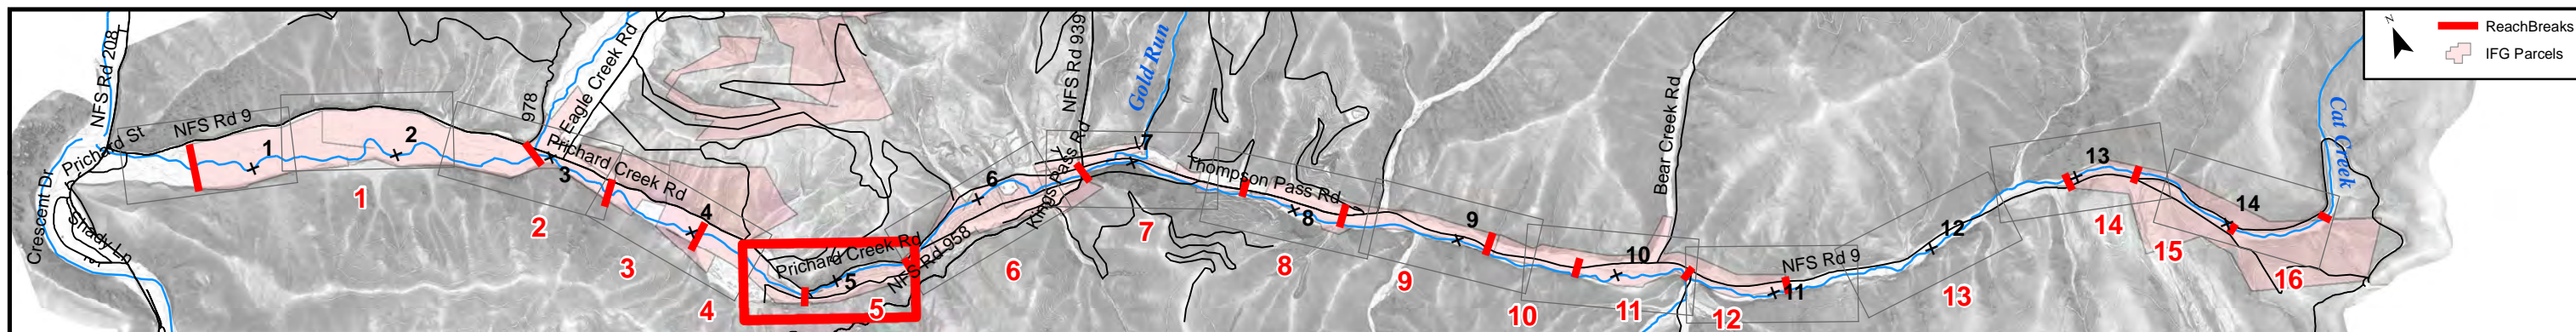 NFS Rd 208
Prichard St
NFS Rd 9
Crescent Dr
Shady Ln
978
P-Eagle Creek Rd
Prichard Creek Rd
Prichard Creek Rd
NFS Rd 958
Kings Pass Rd
NFS Rd 939
Gold Run
Thompson Pass Rd
Bear Creek Rd
NFS Rd 9
Cat Creek
N
ReachBreaks
IFG Parcels
1
2
3
4
5
6
7
8
9
10
11
12
13
14
1
2
3
4
5
6
7
8
9
10
11
12
13
14
15
16